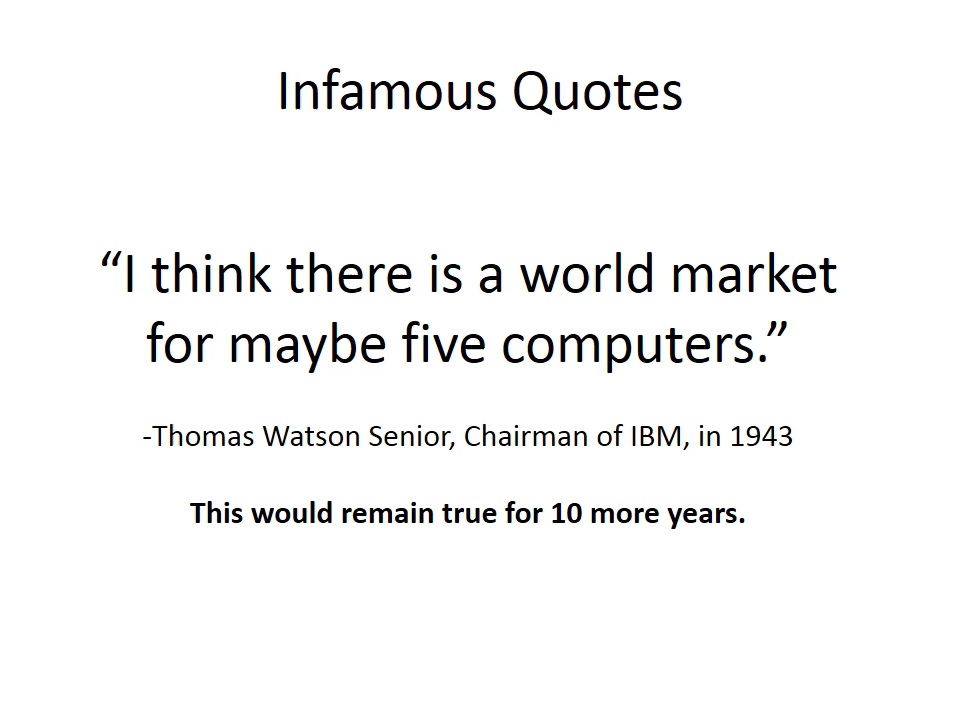 Infamous Quotes
“I think there is a world market
for maybe five computers.”
-Thomas Watson Senior, Chairman of IBM, in 1943
This would remain true for 10 more years.